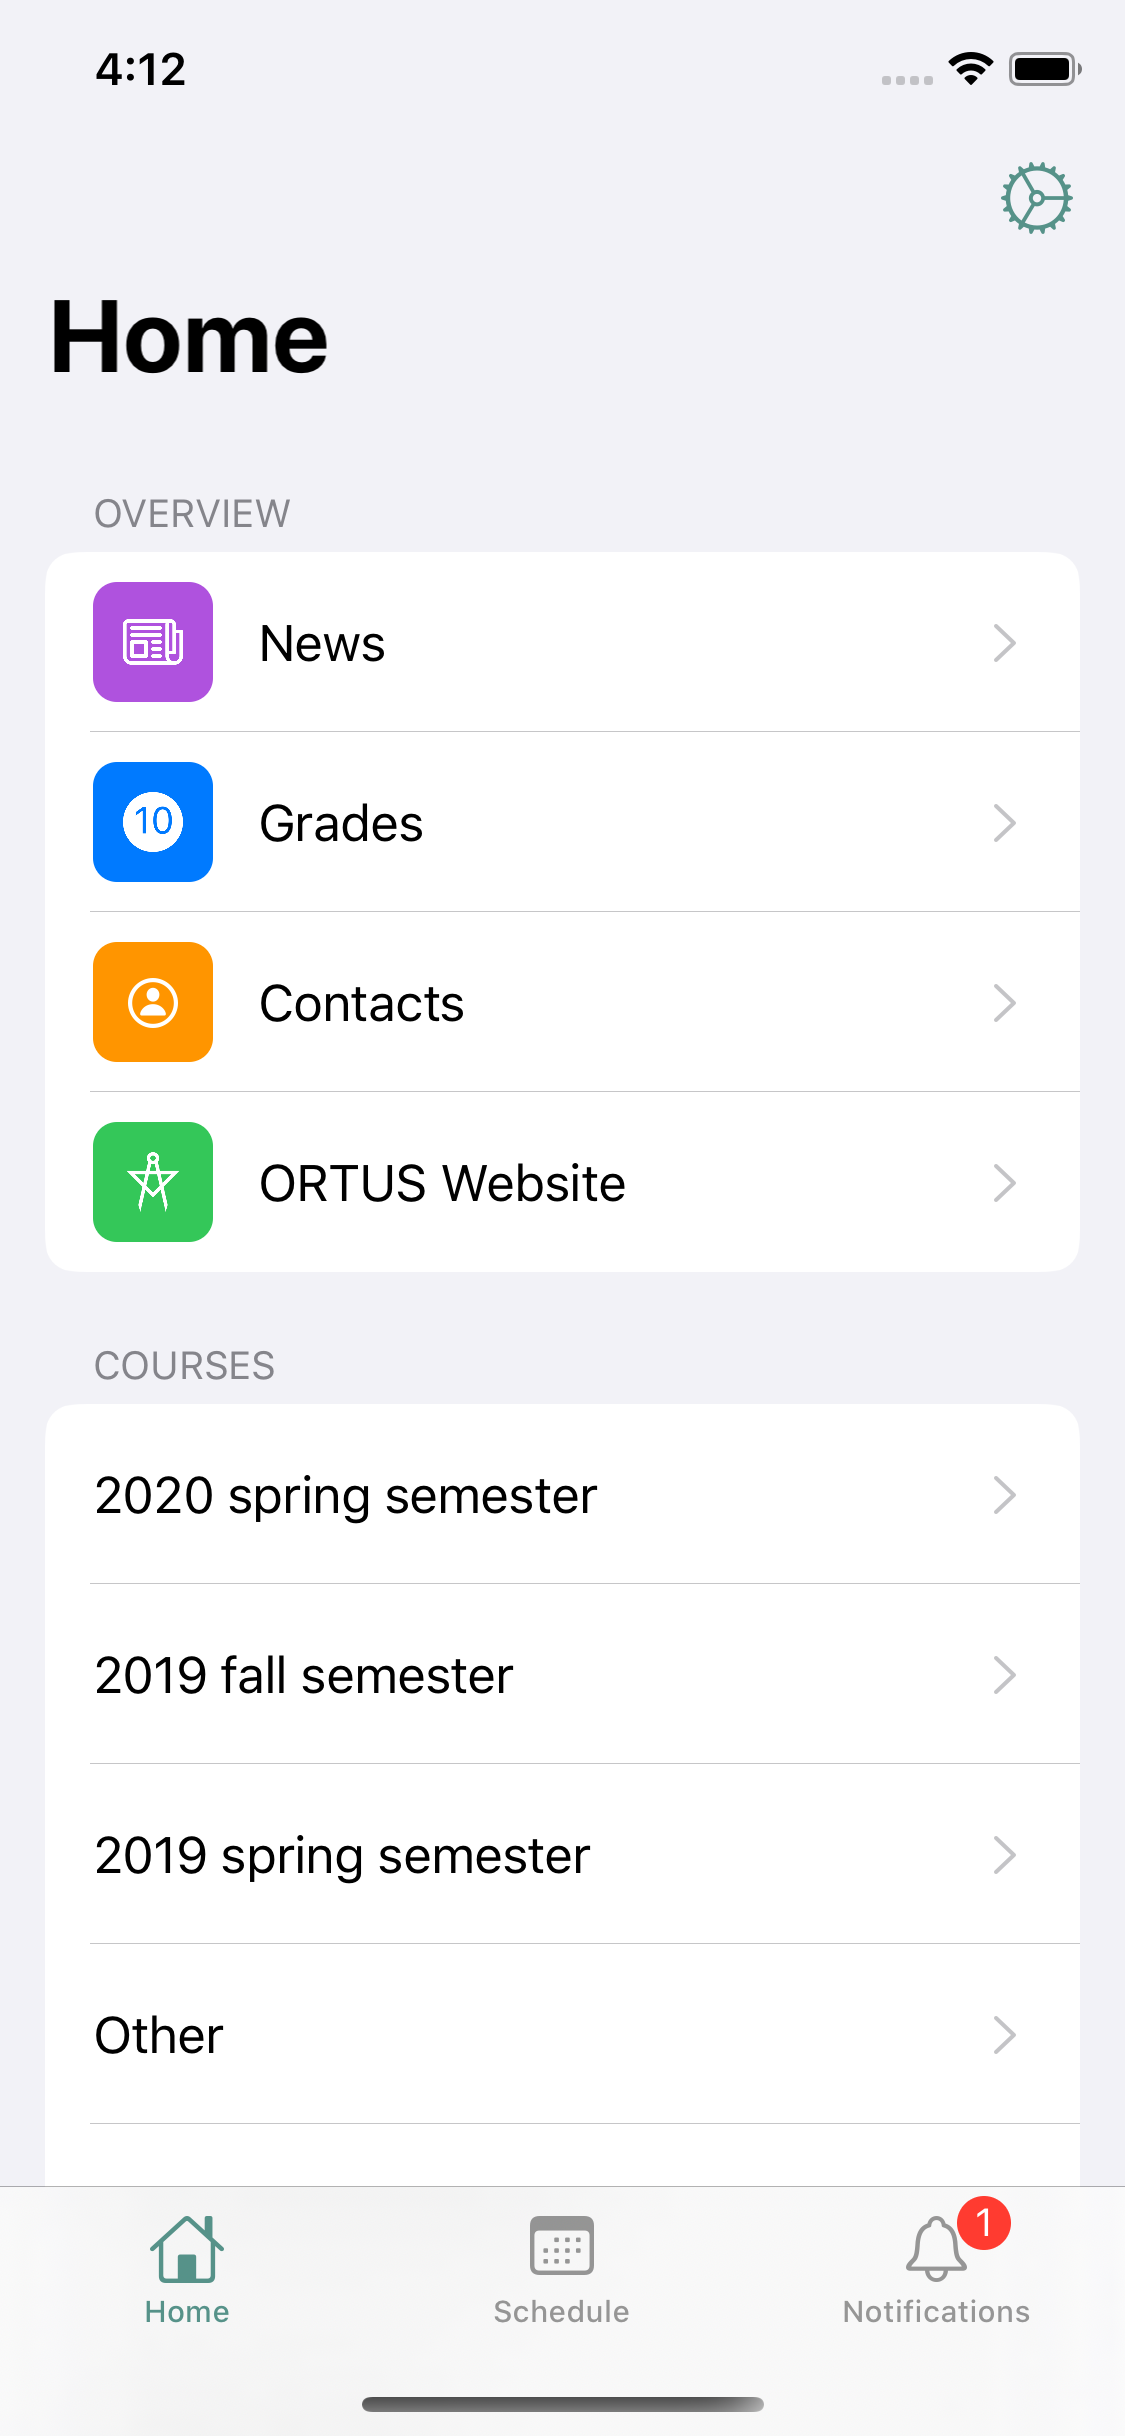 4:12
Home
OVERVIEW
News
10
Grades
Contacts
ORTUS Website
COURSES
2020 spring semester
2019 fall semester
2019 spring semester
Other
1
Home
Schedule
Notifications